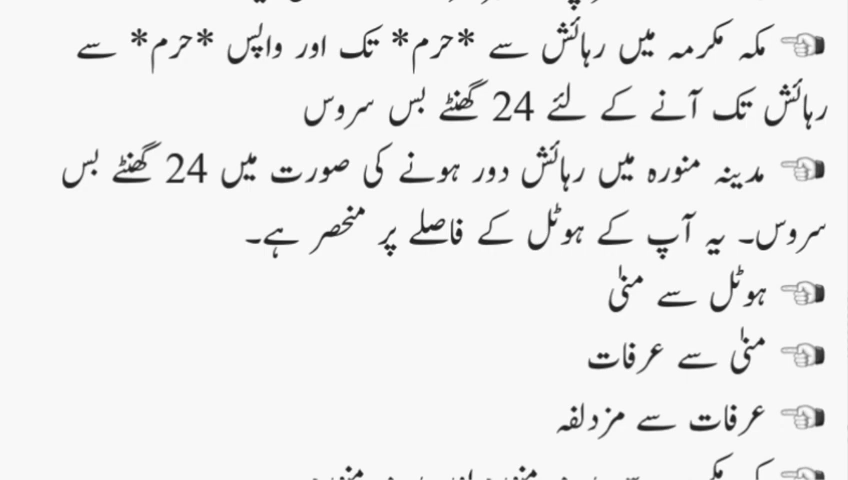 👈 مکہ مکرمہ میں رہائش سے *حرم* تک اور واپس *حرم* سے
رہائش تک آنے کے لئے 24 گھنٹے بس سروس
👈 مدینہ منورہ میں رہائش دور ہونے کی صورت میں 24 گھنٹے بس
سروس۔ یہ آپ کے ہوٹل کے فاصلے پر منحصر ہے۔
👈 ہوٹل سے منیٰ
👈 منیٰ سے عرفات
👈 عرفات سے مزدلفہ